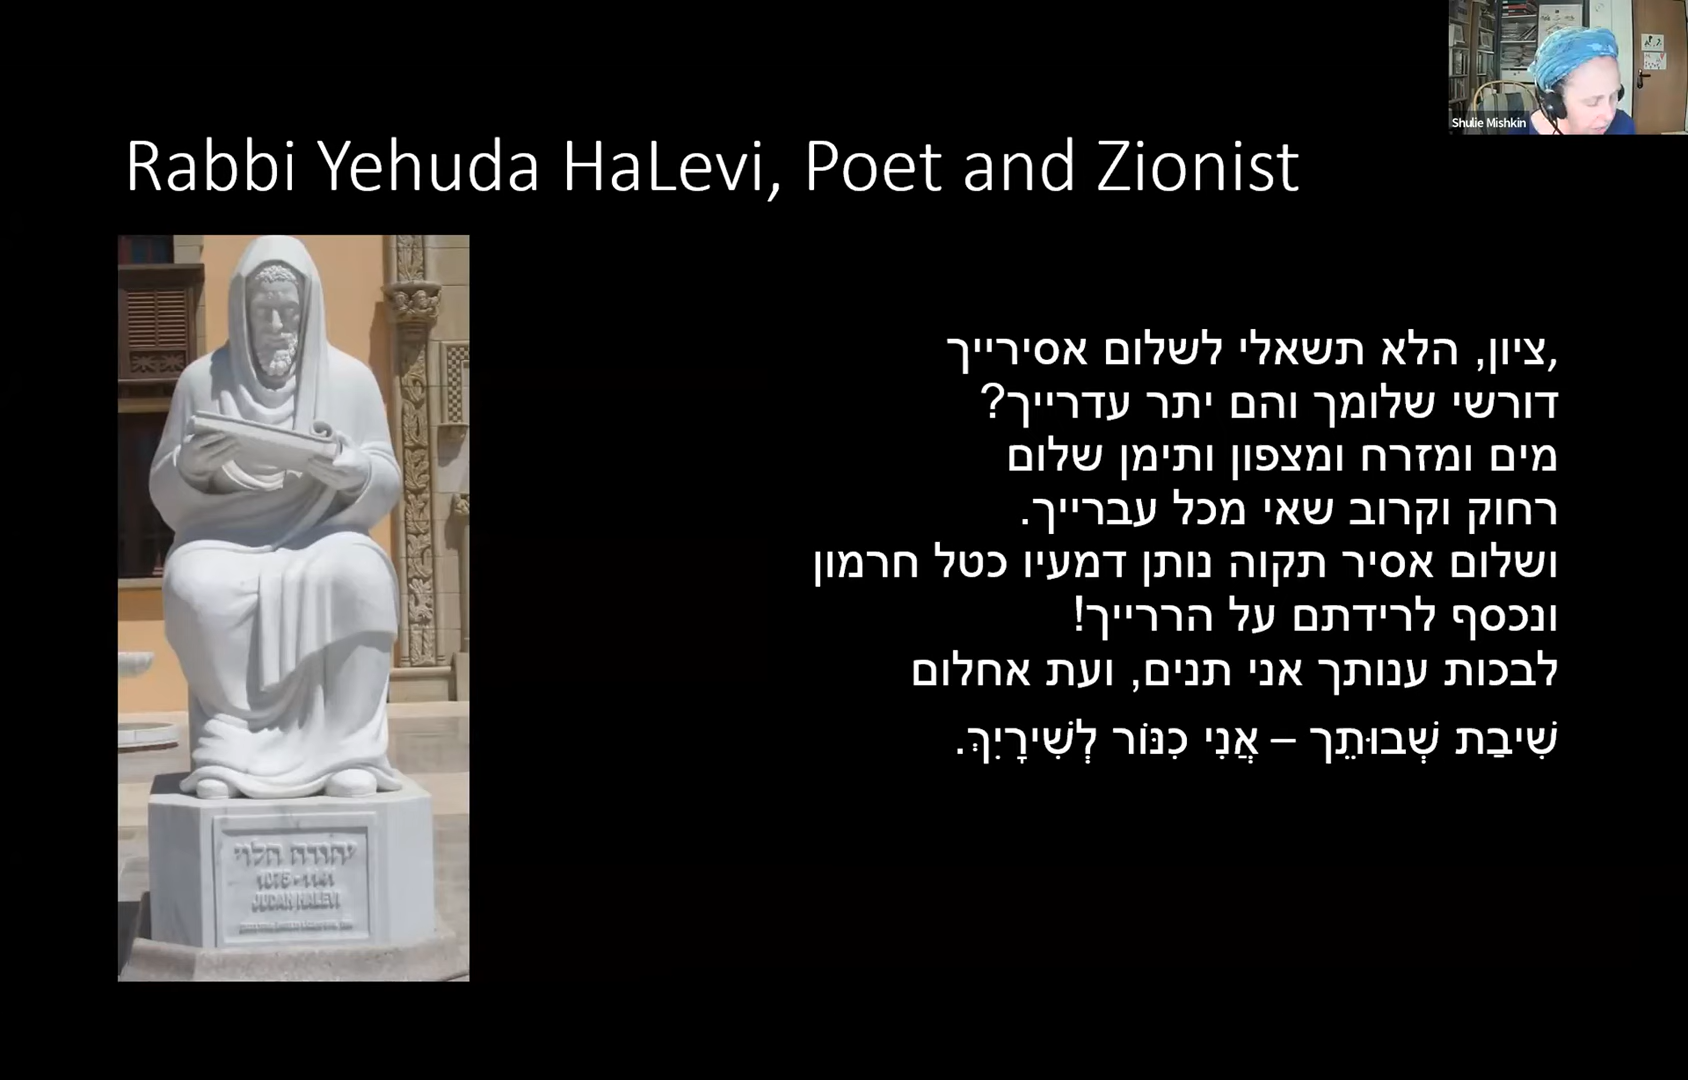 Shulie Mishkin
Rabbi Yehuda HaLevi, Poet and Zionist
ציון, הלא תשאלי לשלום אסירייך,
דורשי שלומך והם יתר עדרייך?
מים ומזרח ומצפון ותימן שלום
רחוק וקרוב שאי מכל עברייך.
ושלום אסיר תקוה נותן דמעיו כטל חרמון
ונכסף לרידתם על הררייך!
לבכות ענותך אני תנים, ועת אחלום
שִׁיבַת שְׁבוּתֵך – אֲנִי כִנּוֹר לְשִׁירָיִךְ.
יהודה הלוי
1075-1141
JUDAH HALEVI